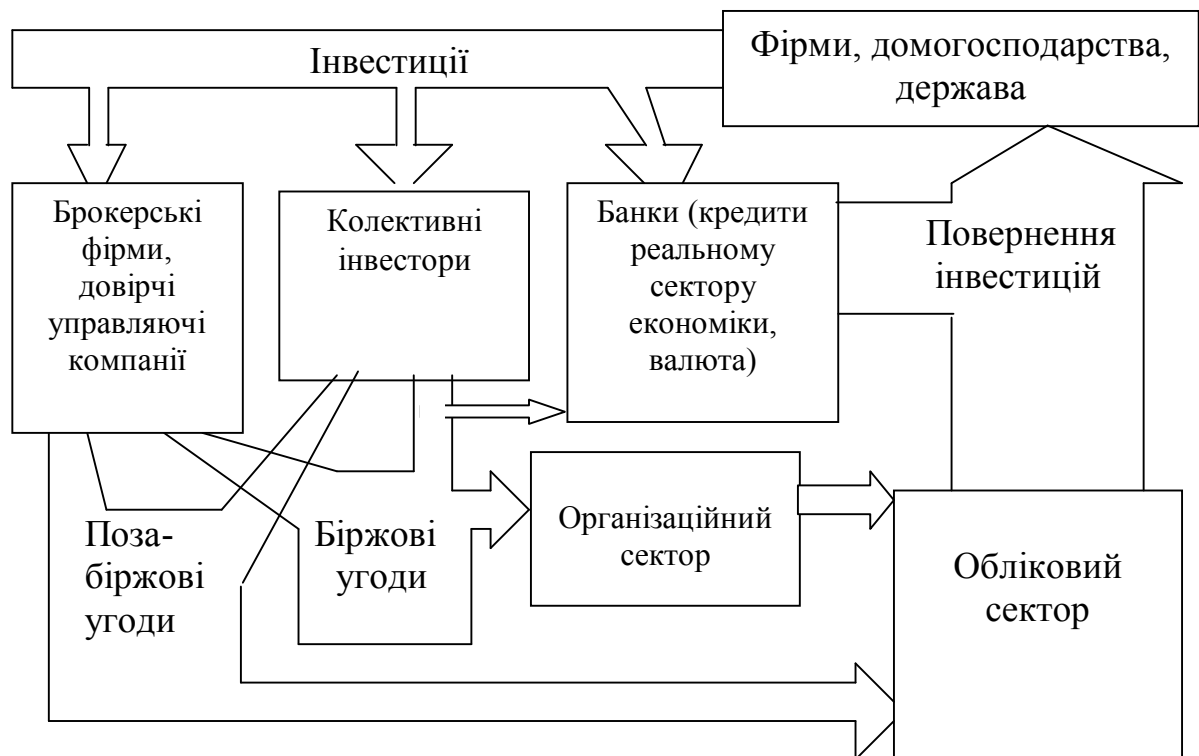 Фірми, домогосподарства,
держава
Інвестиції
Брокерські
фірми,
довірчі
управляючі
компанії
Колективні
інвестори
Банки (кредити
реальному
сектору
економіки,
валюта)
Повернення
інвестицій
Поза-
біржові
угоди
Біржові
угоди
Організаційний
сектор
Обліковий
сектор